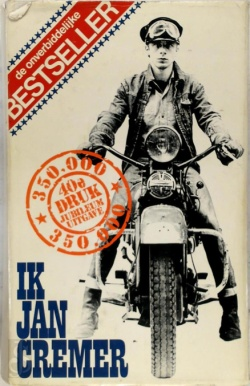 de onverbiddelijke
BESTSELLER
350.000
40e
DRUK
JUBILEUM
UITGAVE
350.000
IK
JAN
CREMER